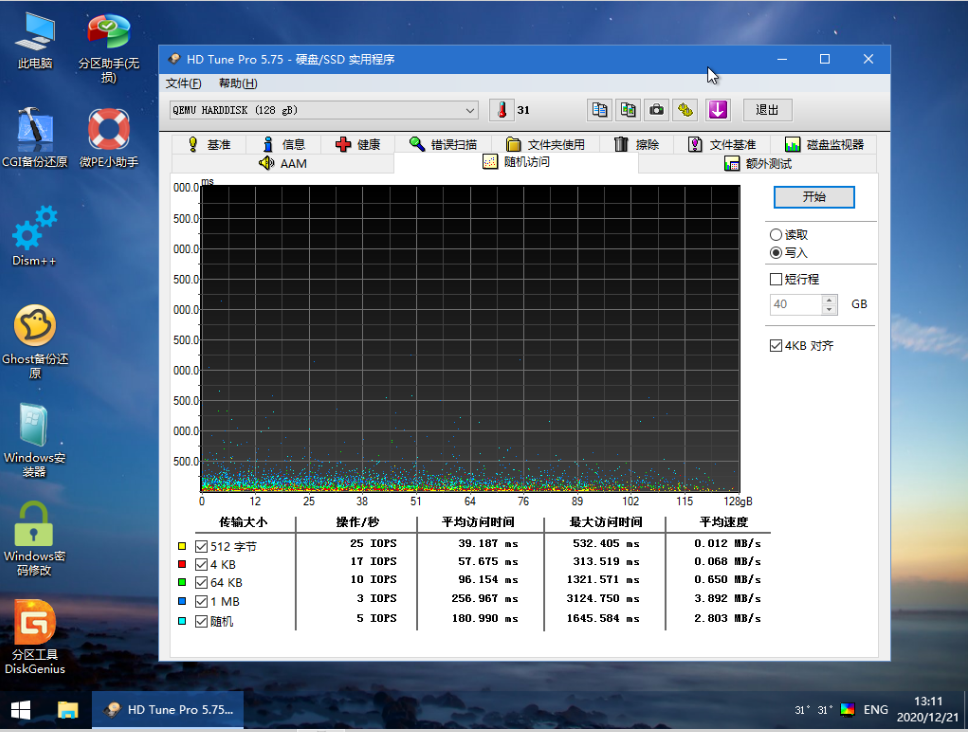 此电脑
分区助手(无
损)
CGI备份还原
微PE小助手
Dism++
Ghost备份还
原
Windows安
装器
Windows密
码修改
分区工具
DiskGenius
HD Tune Pro 5.75 - 硬盘/SSD 实用程序
文件(F) 帮助(H)
QEMU HARDDISK (128 gB)
31
退出
基准 信息 健康 错误扫描 文件夹使用 擦除 文件基准 磁盘监视器
AAM 随机访问 额外测试
ms
000.0
500.0
000.0
500.0
000.0
500.0
000.0
500.0
000.0
500.0
0 12 25 38 51 64 76 89 102 115 128gB
开始
读取
写入
短行程
40 GB
4KB 对齐
传输大小 操作/秒 平均访问时间 最大访问时间 平均速度
512 字节 25 IOPS 39.187 ms 532.405 ms 0.012 MB/s
4 KB 17 IOPS 57.675 ms 313.519 ms 0.068 MB/s
64 KB 10 IOPS 96.154 ms 1321.571 ms 0.650 MB/s
1 MB 3 IOPS 256.967 ms 3124.750 ms 3.892 MB/s
随机 5 IOPS 180.990 ms 1645.584 ms 2.803 MB/s
HD Tune Pro 5.75...
31° 31° ENG
13:11
2020/12/21